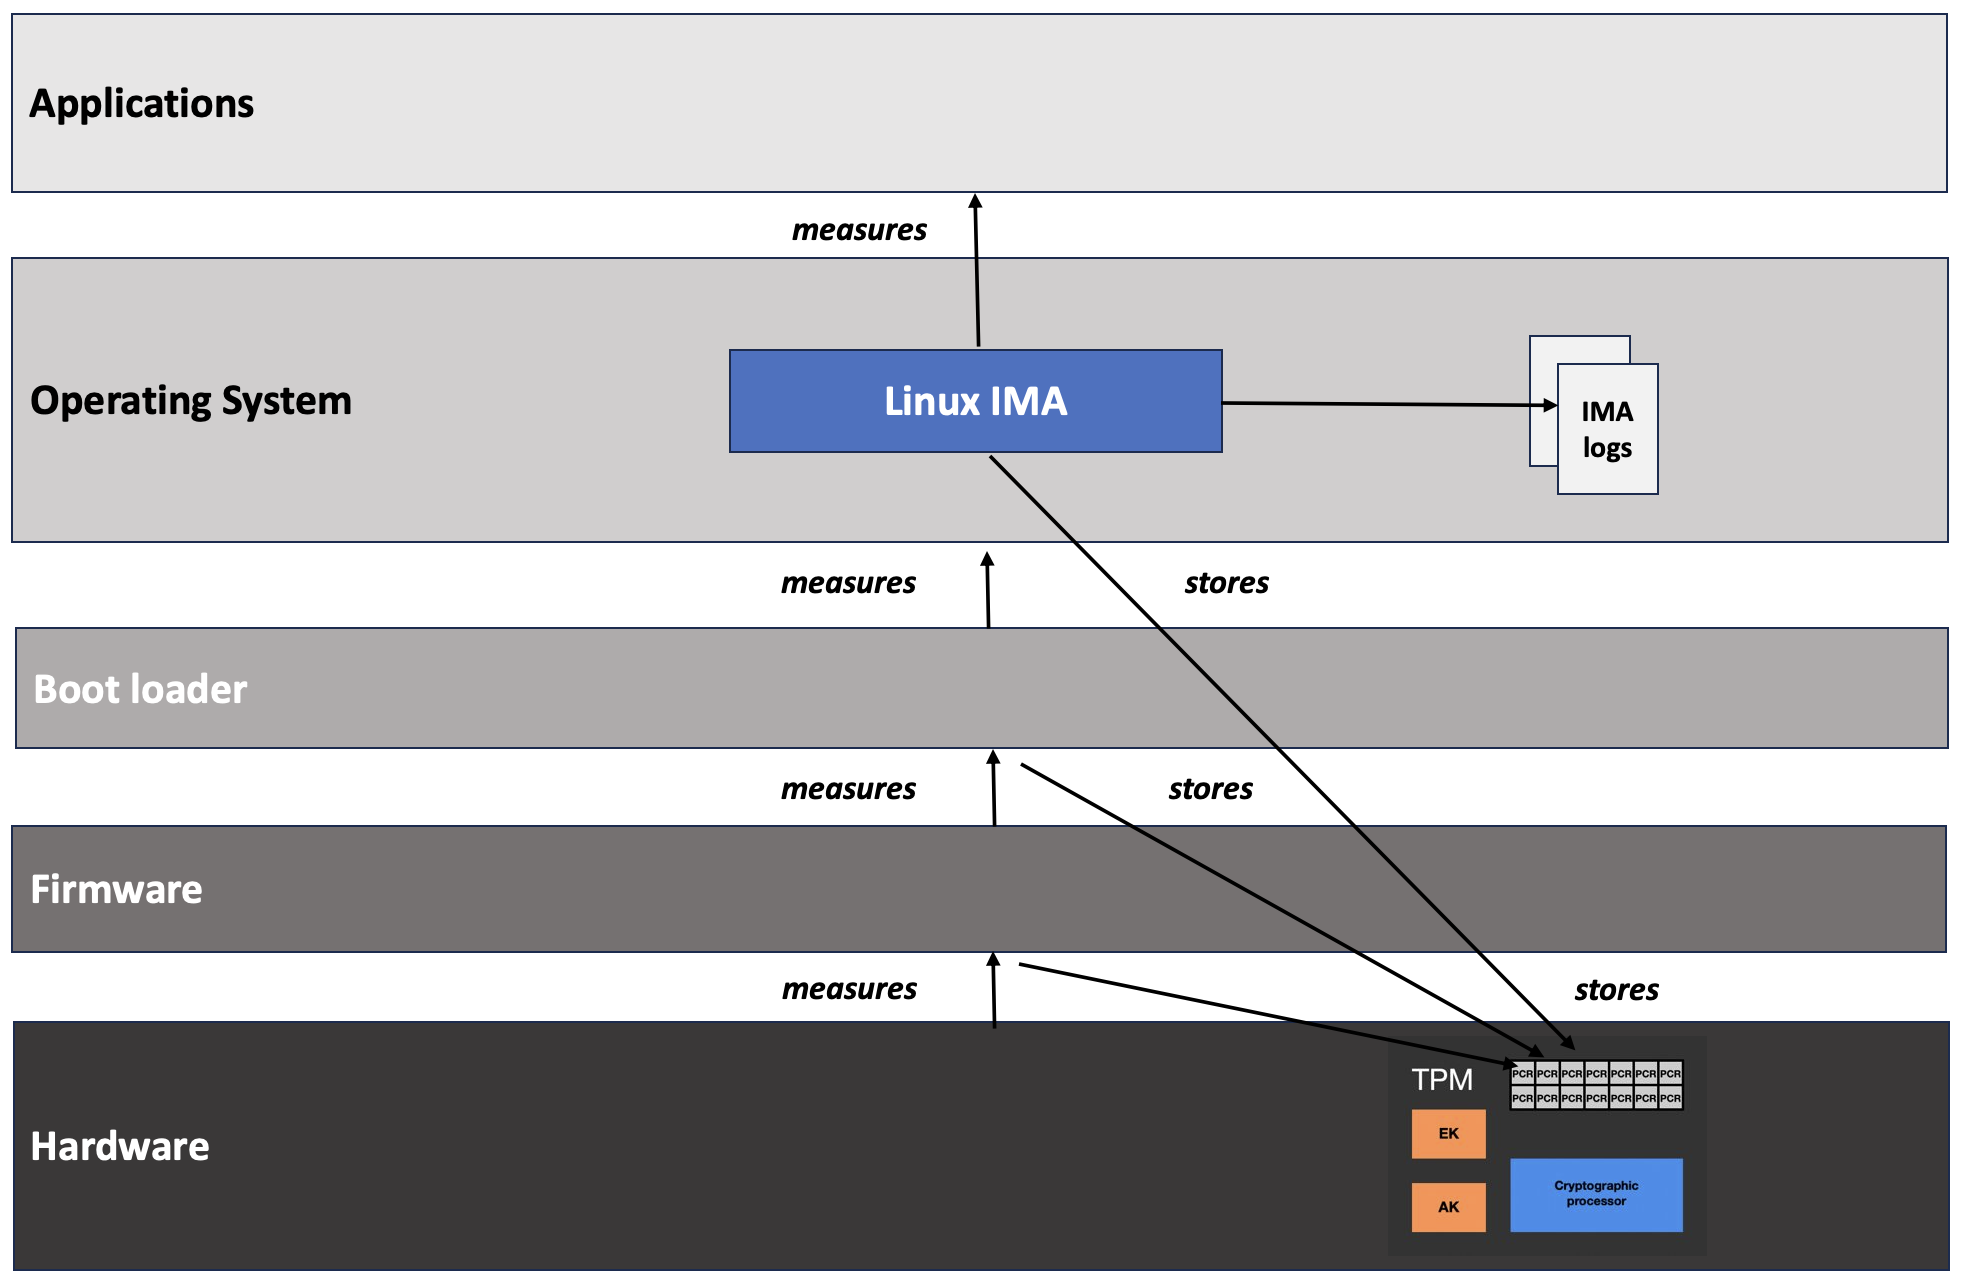 Applications
measures
Operating System
Linux IMA
IMA
logs
measures
stores
Boot loader
measures
stores
Firmware
measures
stores
Hardware
TPM
PCR PCR PCR PCR PCR PCR PCR
PCR PCR PCR PCR PCR PCR PCR
EK
AK
Cryptographic
processor